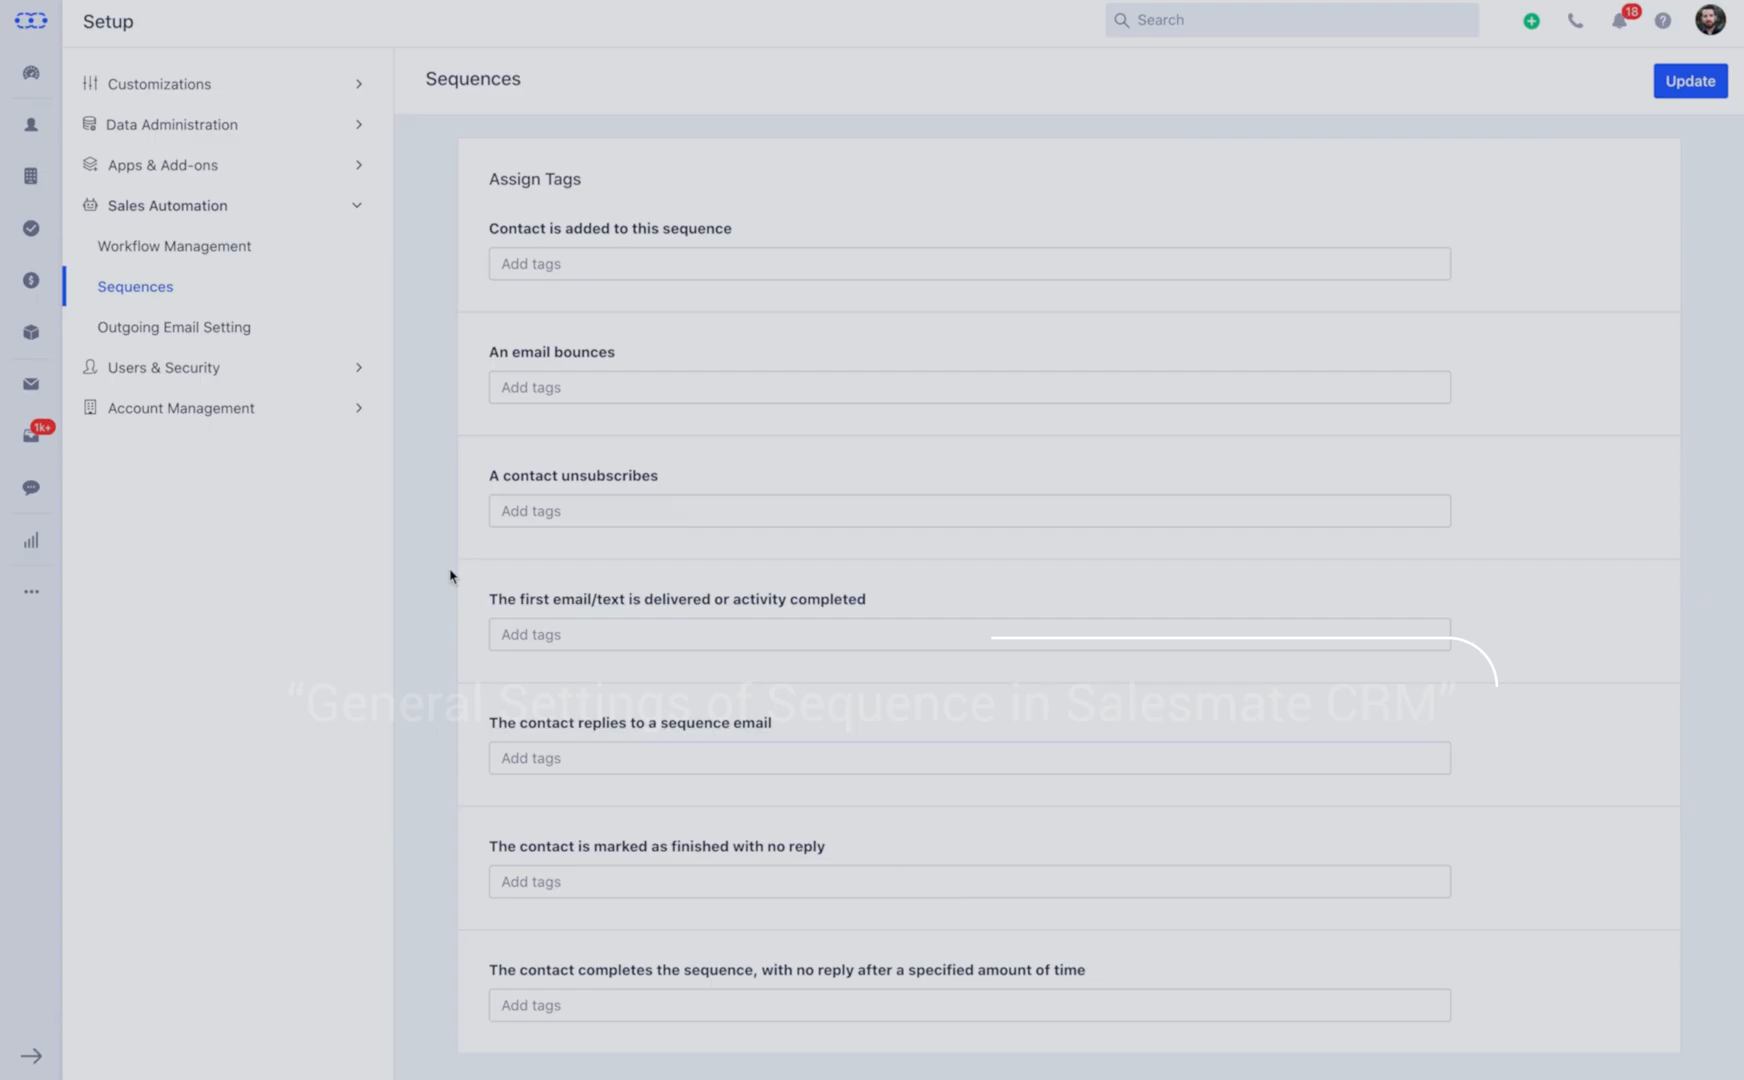 Setup
Search
18
Customizations
Data Administration
Apps & Add-ons
Sales Automation
Workflow Management
Sequences
Outgoing Email Setting
Users & Security
Account Management
1k+
Sequences
Update
Assign Tags
Contact is added to this sequence
Add tags
An email bounces
Add tags
A contact unsubscribes
Add tags
The first email/text is delivered or activity completed
Add tags
“General Settings of Sequence in Salesmate CRM”
The contact replies to a sequence email
Add tags
The contact is marked as finished with no reply
Add tags
The contact completes the sequence, with no reply after a specified amount of time
Add tags